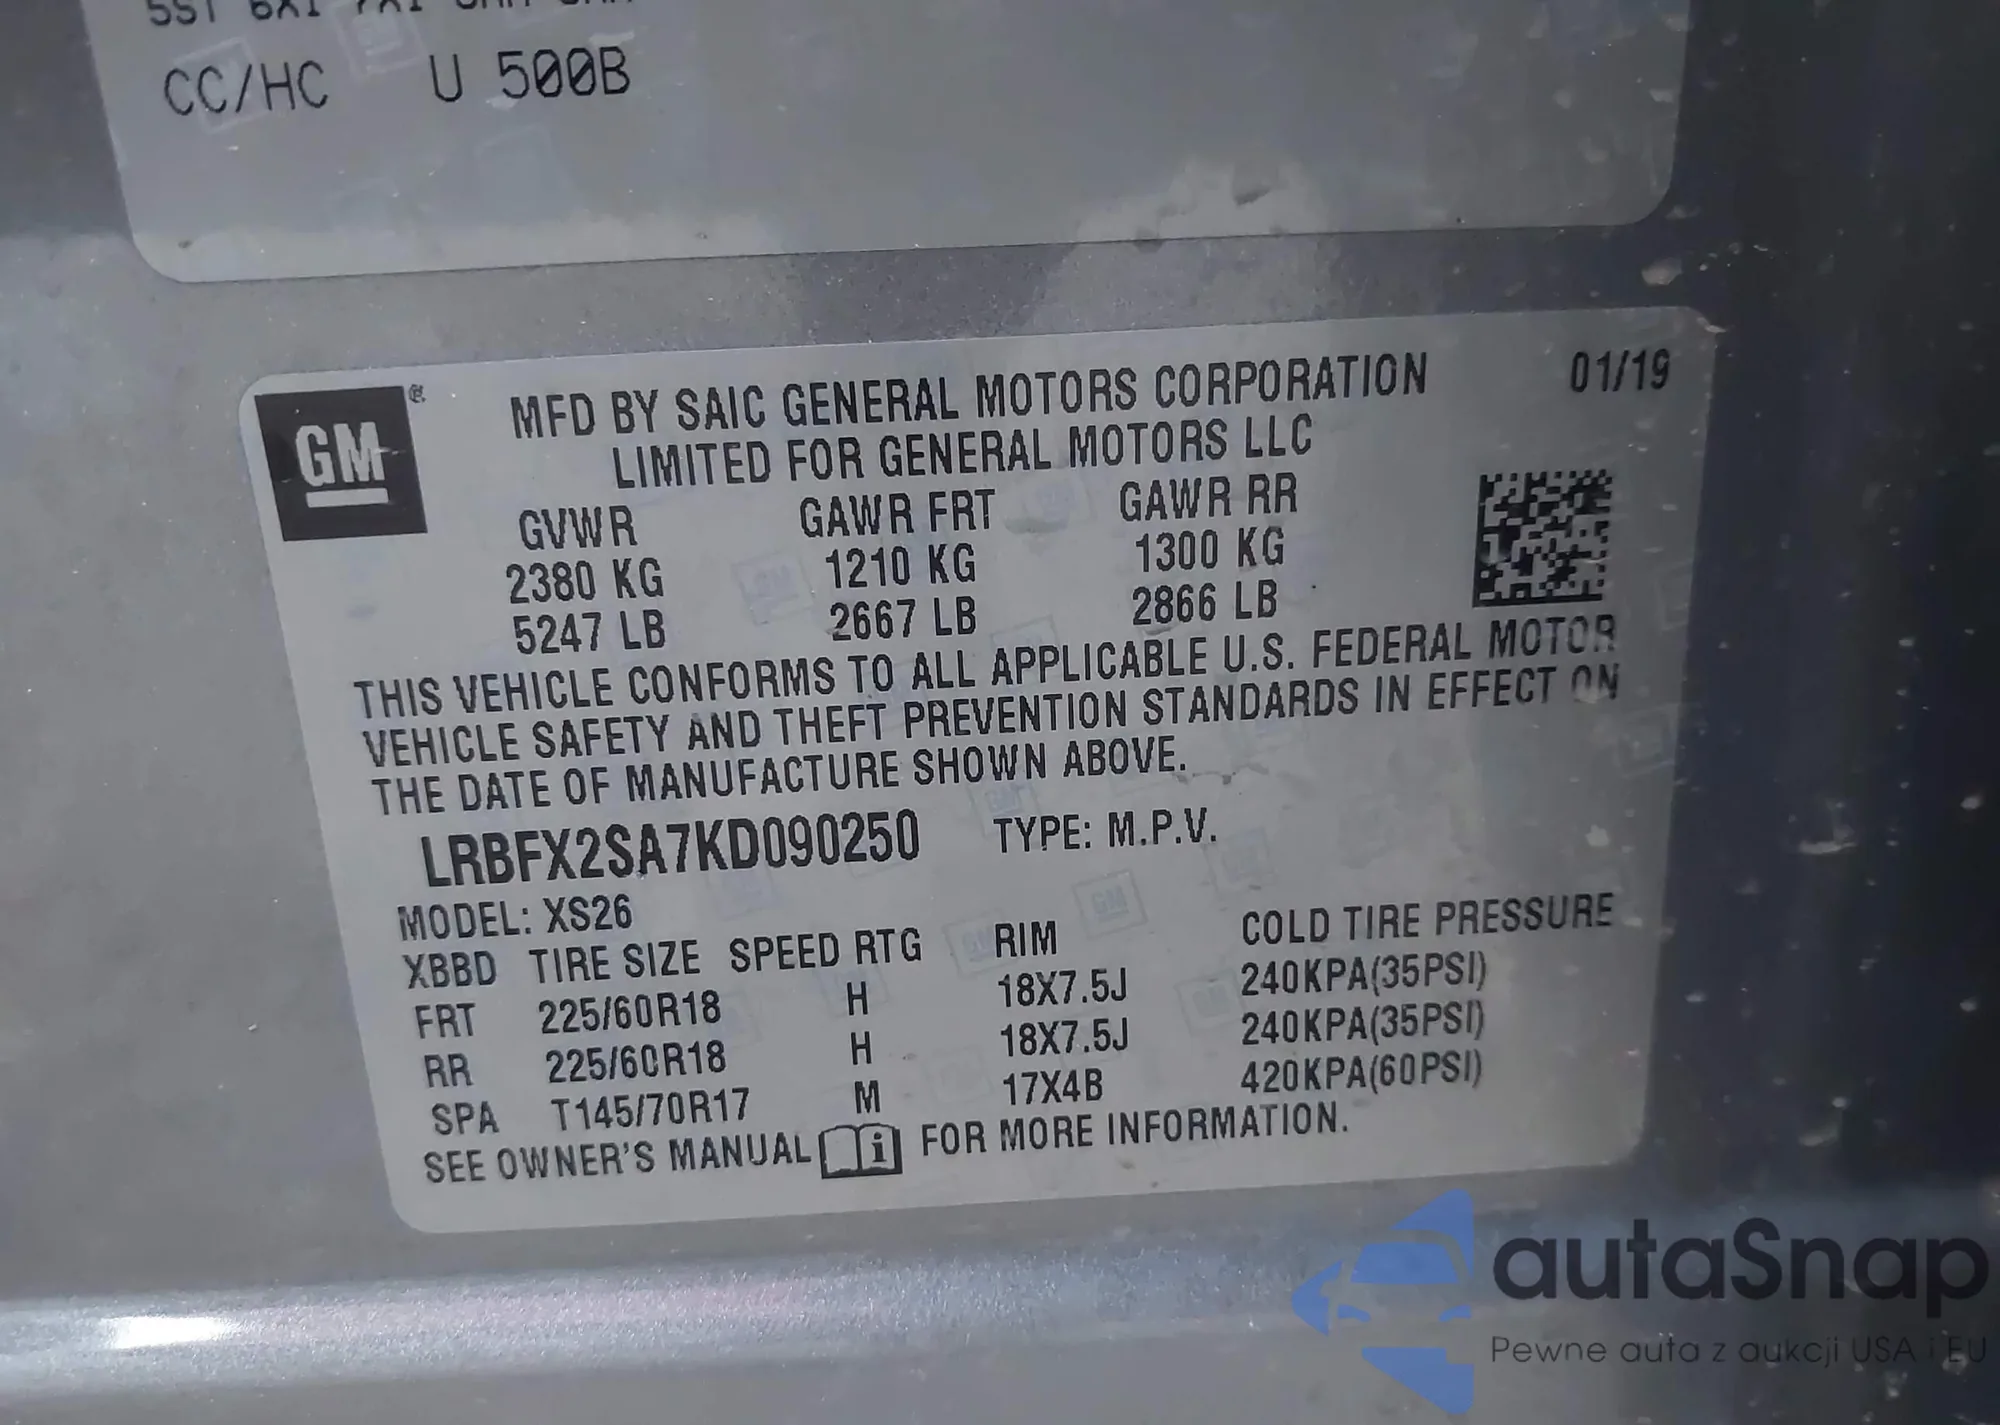 CC/HC U 500B
GM ®
MFD BY SAIC GENERAL MOTORS CORPORATION 01/19
LIMITED FOR GENERAL MOTORS LLC
GVWR GAWR FRT GAWR RR
2380 KG 1210 KG 1300 KG
5247 LB 2667 LB 2866 LB
THIS VEHICLE CONFORMS TO ALL APPLICABLE U.S. FEDERAL MOTOR
VEHICLE SAFETY AND THEFT PREVENTION STANDARDS IN EFFECT ON
THE DATE OF MANUFACTURE SHOWN ABOVE.
LRBFX2SA7KD090250 TYPE: M.P.V.
MODEL: XS26
XBBD TIRE SIZE SPEED RTG RIM COLD TIRE PRESSURE
FRT 225/60R18 H 18X7.5J 240KPA(35PSI)
RR 225/60R18 H 18X7.5J 240KPA(35PSI)
SPA T145/70R17 M 17X4B 420KPA(60PSI)
SEE OWNER'S MANUAL i FOR MORE INFORMATION.
autaSnap
Pewne auta z aukcji USA i EU